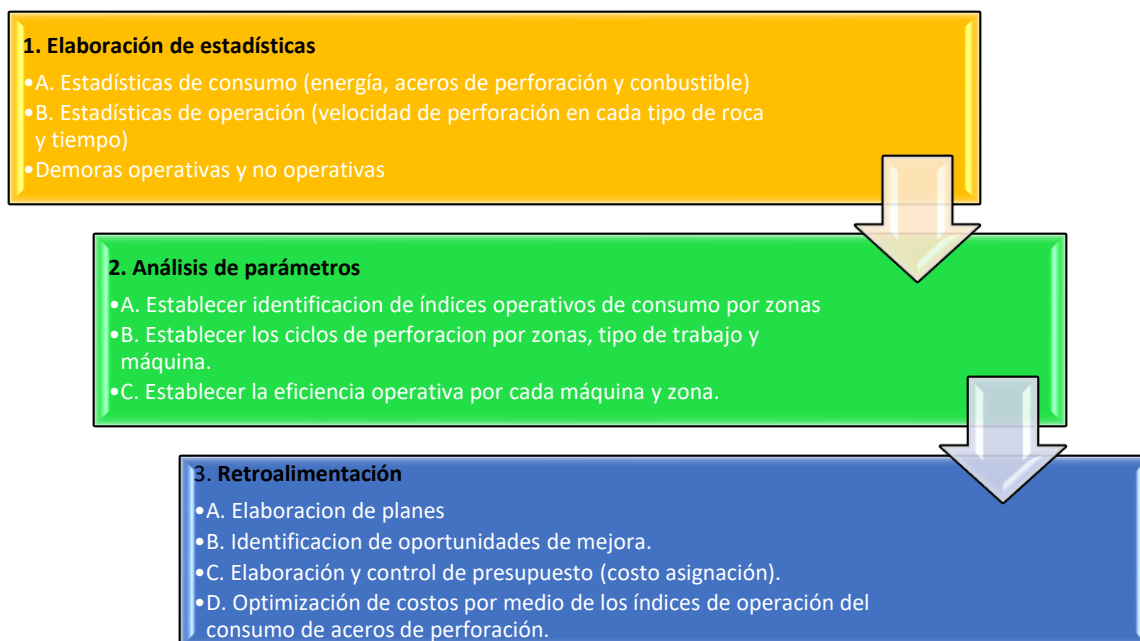 1. Elaboración de estadísticas
•A. Estadísticas de consumo (energía, aceros de perforación y conbustible)
•B. Estadísticas de operación (velocidad de perforación en cada tipo de roca
y tiempo)
•Demoras operativas y no operativas
2. Análisis de parámetros
•A. Establecer identificacion de índices operativos de consumo por zonas
•B. Establecer los ciclos de perforacion por zonas, tipo de trabajo y
máquina.
•C. Establecer la eficiencia operativa por cada máquina y zona.
3. Retroalimentación
•A. Elaboracion de planes
•B. Identificacion de oportunidades de mejora.
•C. Elaboración y control de presupuesto (costo asignación).
•D. Optimización de costos por medio de los índices de operación del
consumo de aceros de perforación.